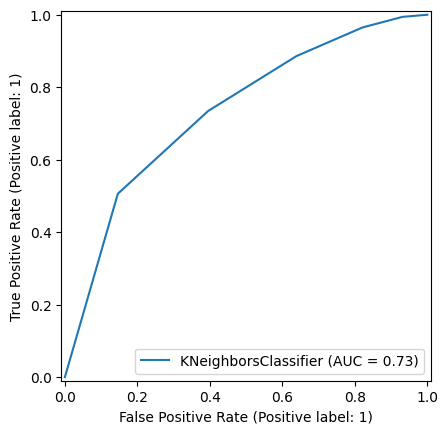 True Positive Rate (Positive label: 1)
1.0
0.8
0.6
0.4
0.2
0.0
KNeighborsClassifier (AUC = 0.73)
0.0 0.2 0.4 0.6 0.8 1.0
False Positive Rate (Positive label: 1)